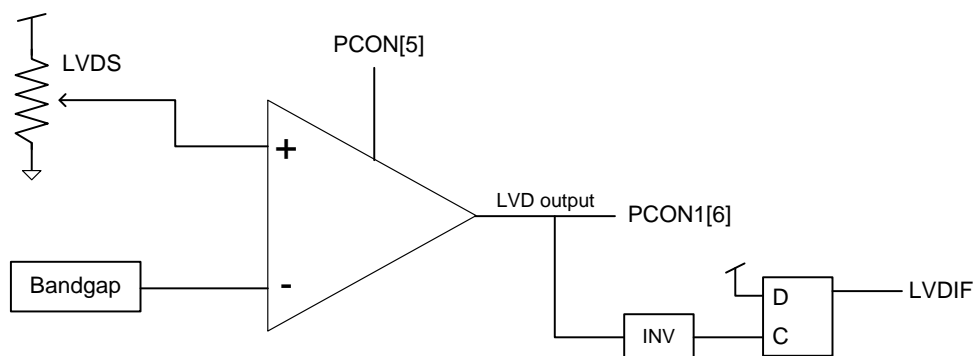 PCON[5]
LVDS
+
LVD output
PCON1[6]
Bandgap
-
D
LVDIF
INV
C